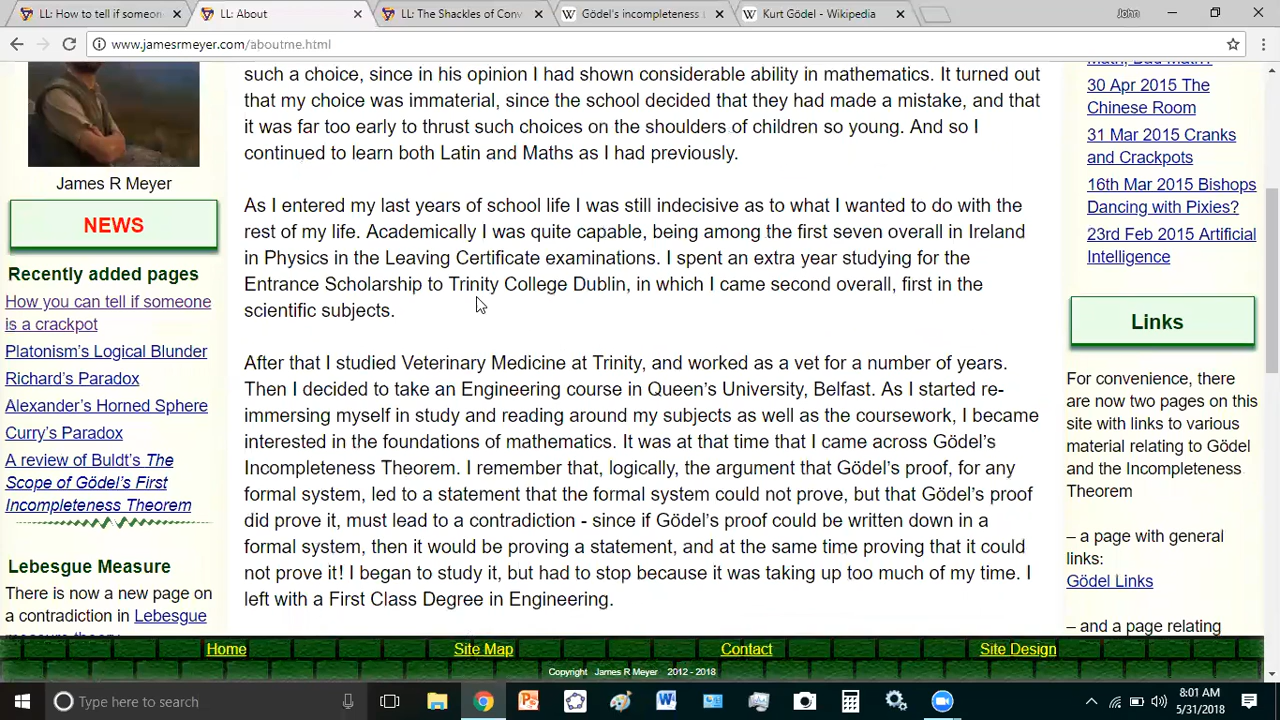 LL: How to tell if someon
LL: About
LL: The Shackles of Conv
Gödel's incompleteness
Kurt Gödel - Wikipedia
John
www.jamesrmeyer.com/aboutme.html
such a choice, since in his opinion I had shown considerable ability in mathematics. It turned out
that my choice was immaterial, since the school decided that they had made a mistake, and that
it was far too early to thrust such choices on the shoulders of children so young. And so I
continued to learn both Latin and Maths as I had previously.
As I entered my last years of school life I was still indecisive as to what I wanted to do with the
rest of my life. Academically I was quite capable, being among the first seven overall in Ireland
in Physics in the Leaving Certificate examinations. I spent an extra year studying for the
Entrance Scholarship to Trinity College Dublin, in which I came second overall, first in the
scientific subjects.
After that I studied Veterinary Medicine at Trinity, and worked as a vet for a number of years.
Then I decided to take an Engineering course in Queen's University, Belfast. As I started re-
immersing myself in study and reading around my subjects as well as the coursework, I became
interested in the foundations of mathematics. It was at that time that I came across Gödel's
Incompleteness Theorem. I remember that, logically, the argument that Gödel's proof, for any
formal system, led to a statement that the formal system could not prove, but that Gödel's proof
did prove it, must lead to a contradiction - since if Gödel's proof could be written down in a
formal system, then it would be proving a statement, and at the same time proving that it could
not prove it! I began to study it, but had to stop because it was taking up too much of my time. I
left with a First Class Degree in Engineering.
James R Meyer
NEWS
Recently added pages
How you can tell if someone
is a crackpot
Platonism's Logical Blunder
Richard's Paradox
Alexander's Horned Sphere
Curry's Paradox
A review of Buldt's The
Scope of Gödel's First
Incompleteness Theorem
Lebesgue Measure
There is now a new page on
a contradiction in Lebesgue
measure theory
Math, Bad Math?
30 Apr 2015 The
Chinese Room
31 Mar 2015 Cranks
and Crackpots
16th Mar 2015 Bishops
Dancing with Pixies?
23rd Feb 2015 Artificial
Intelligence
Links
For convenience, there
are now two pages on this
site with links to various
material relating to Gödel
and the Incompleteness
Theorem
– a page with general
links:
Gödel Links
– and a page relating
Home
Site Map
Contact
Site Design
Copyright James R Meyer 2012 - 2018
Type here to search
8:01 AM
5/31/2018